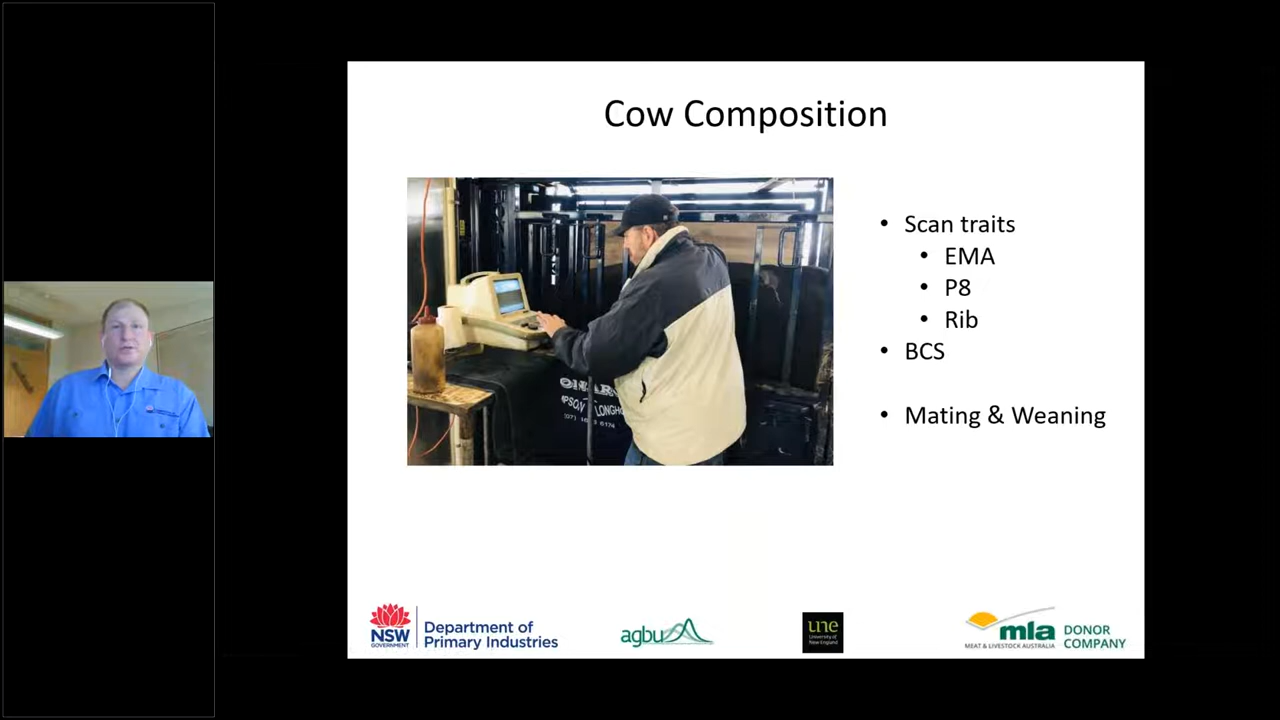 Cow Composition
• Scan traits
• EMA
• P8
• Rib
• BCS
• Mating & Weaning
NSW
GOVERNMENT
Department of
Primary Industries
agbu
une
University of
New England
mla
MEAT & LIVESTOCK AUSTRALIA
DONOR
COMPANY